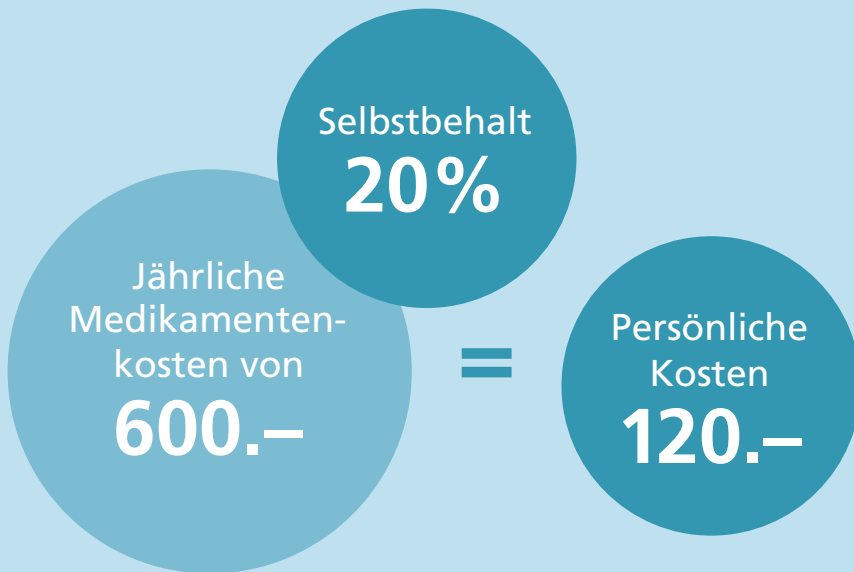 Selbstbehalt
20%
Jährliche
Medikamenten-
kosten von
600.–
=
Persönliche
Kosten
120.–